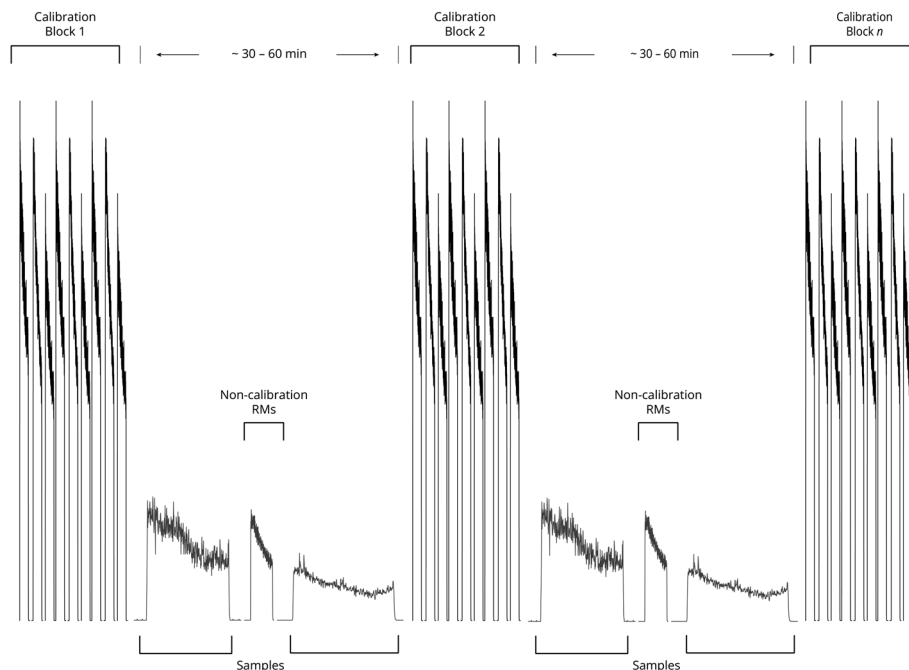 Calibration
Block 1
~ 30 – 60 min
Calibration
Block 2
~ 30 – 60 min
Calibration
Block n
Non-calibration
RMs
Non-calibration
RMs
Samples
Samples